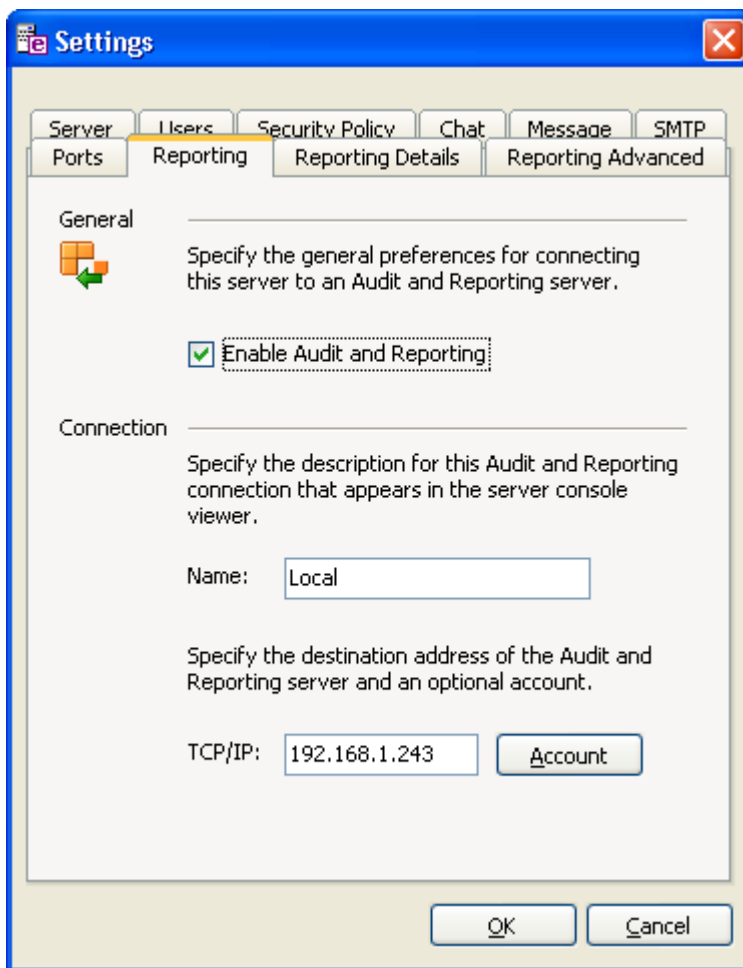 Settings
Server Users Security Policy Chat Message SMTP
Ports Reporting Reporting Details Reporting Advanced
General
Specify the general preferences for connecting
this server to an Audit and Reporting server.
Enable Audit and Reporting
Connection
Specify the description for this Audit and Reporting
connection that appears in the server console
viewer.
Name: Local
Specify the destination address of the Audit and
Reporting server and an optional account.
TCP/IP: 192.168.1.243 Account
OK Cancel